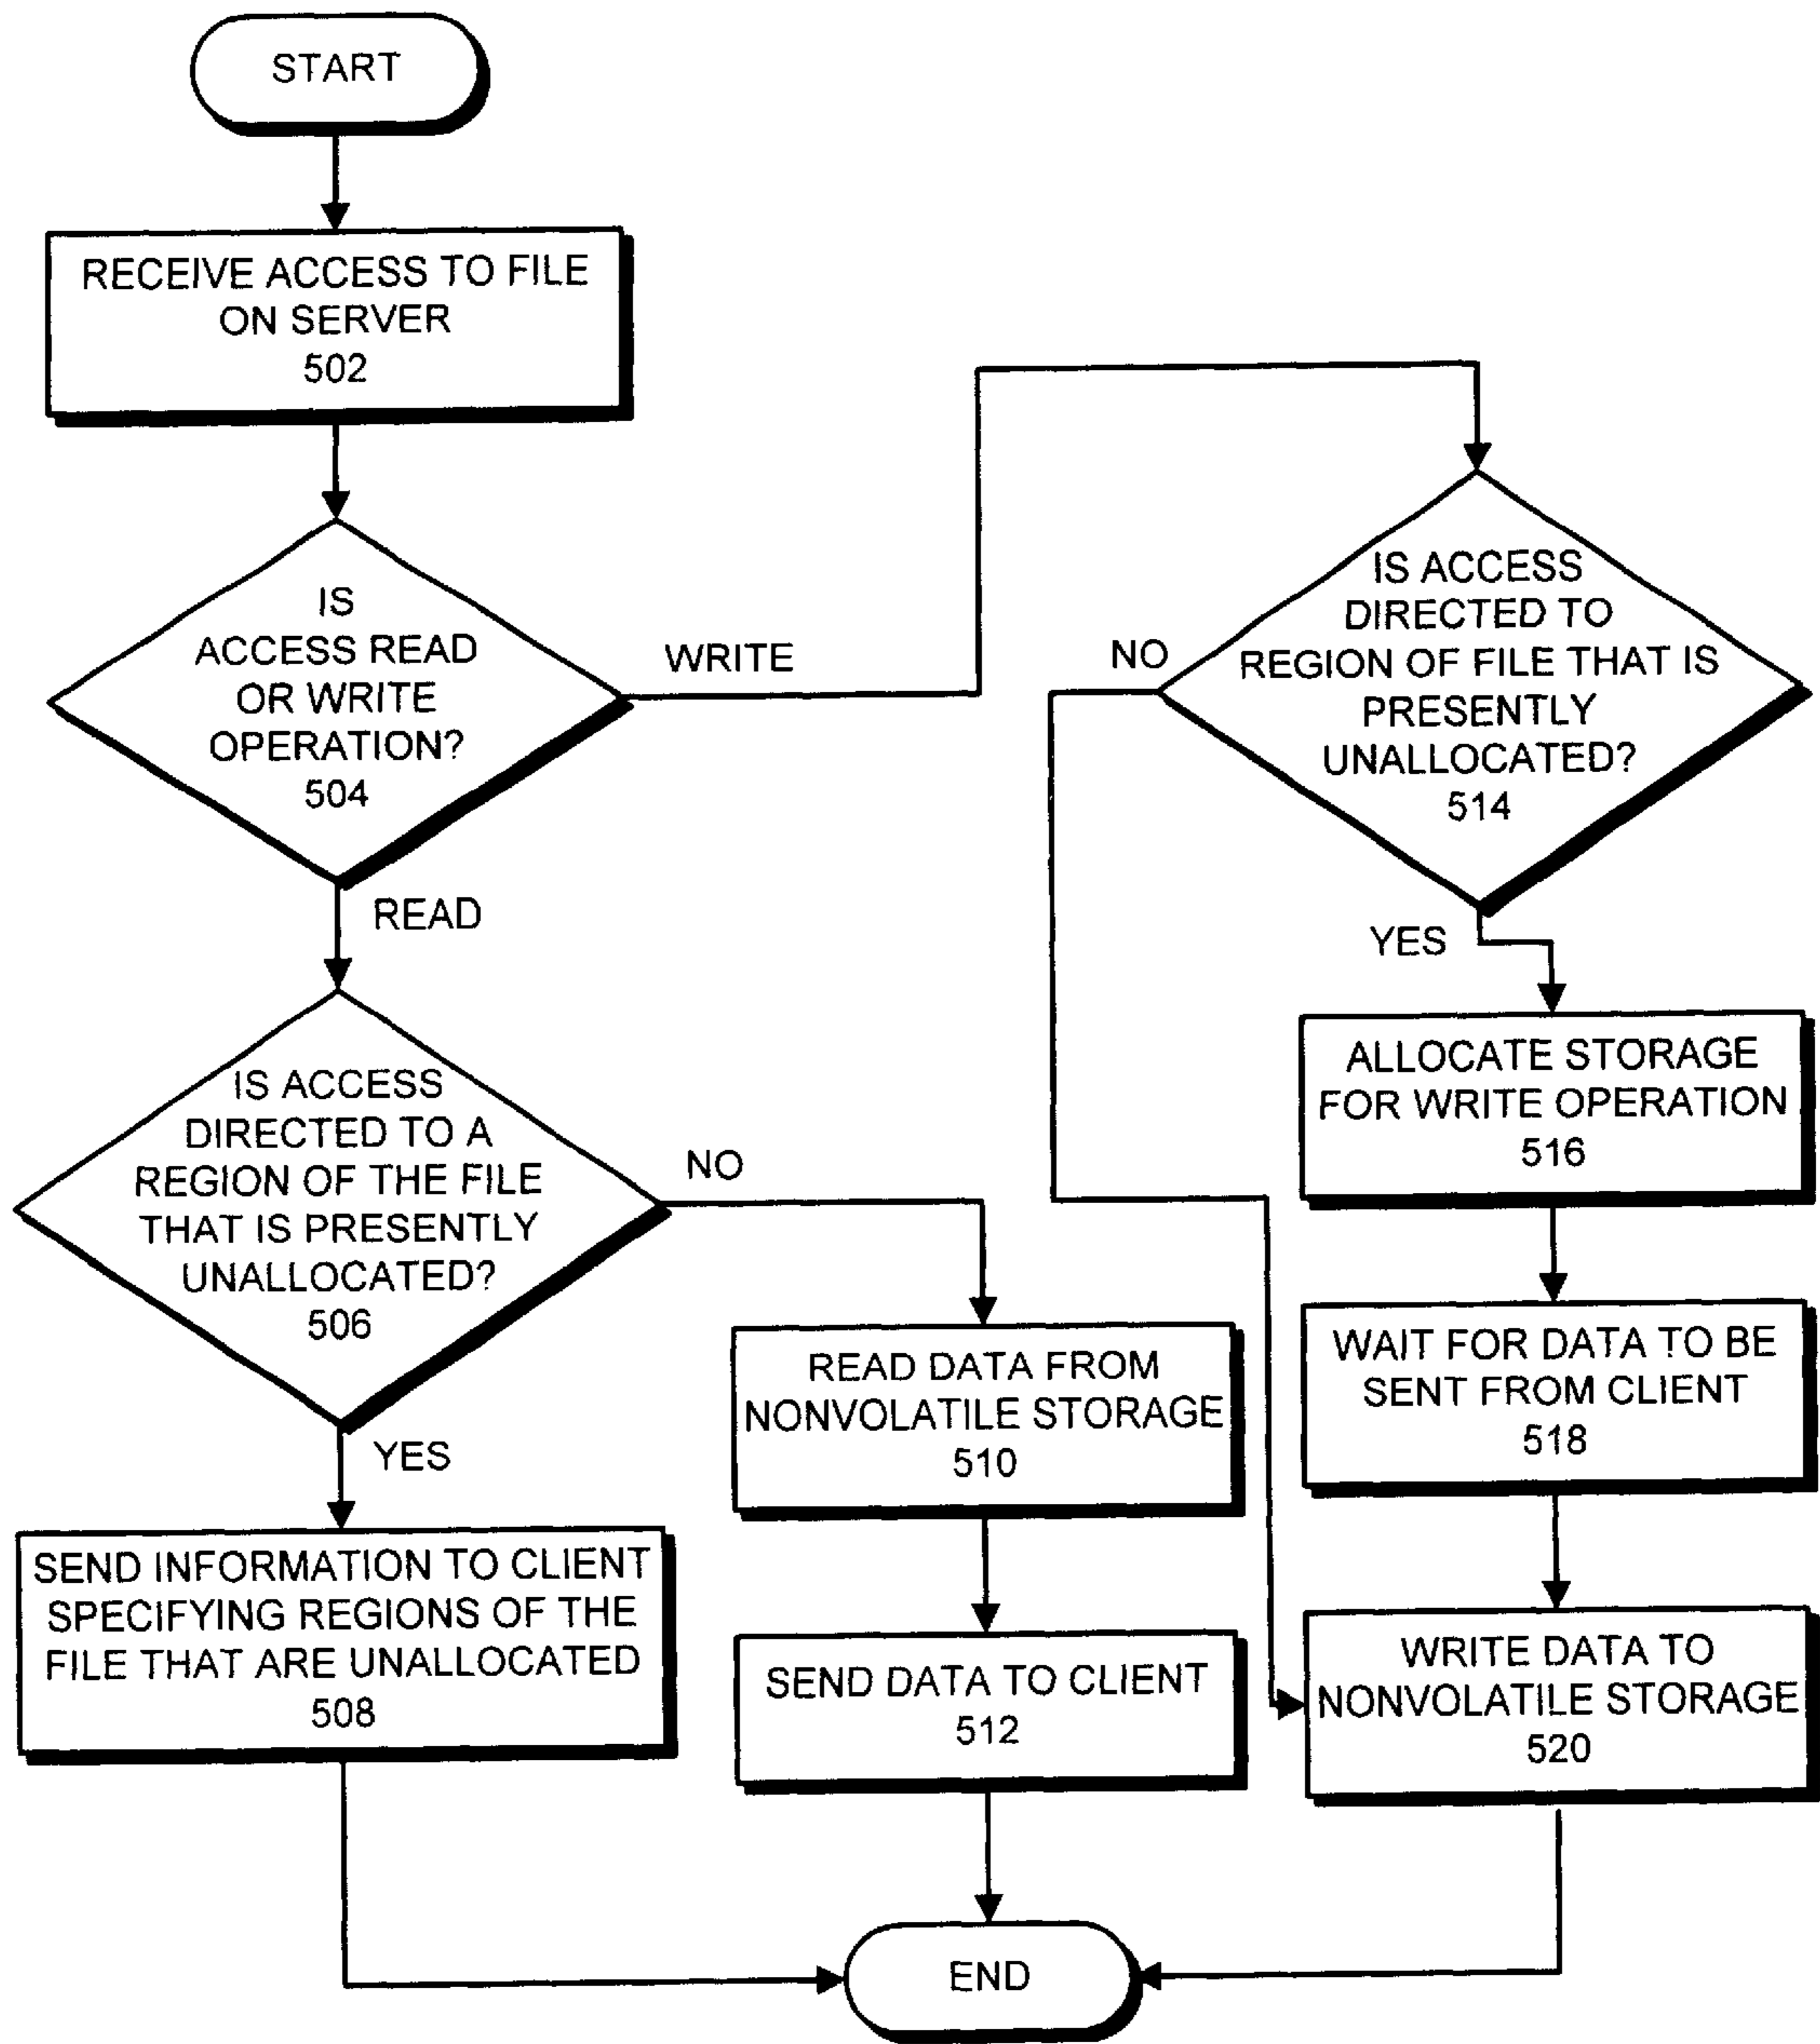 START
RECEIVE ACCESS TO FILE
ON SERVER
502
IS
ACCESS READ
OR WRITE
OPERATION?
504
WRITE
READ
IS ACCESS
DIRECTED TO A
REGION OF THE FILE
THAT IS PRESENTLY
UNALLOCATED?
506
NO
YES
SEND INFORMATION TO CLIENT
SPECIFYING REGIONS OF THE
FILE THAT ARE UNALLOCATED
508
READ DATA FROM
NONVOLATILE STORAGE
510
SEND DATA TO CLIENT
512
IS ACCESS
DIRECTED TO
REGION OF FILE THAT IS
PRESENTLY
UNALLOCATED?
514
NO
YES
ALLOCATE STORAGE
FOR WRITE OPERATION
516
WAIT FOR DATA TO BE
SENT FROM CLIENT
518
WRITE DATA TO
NONVOLATILE STORAGE
520
END